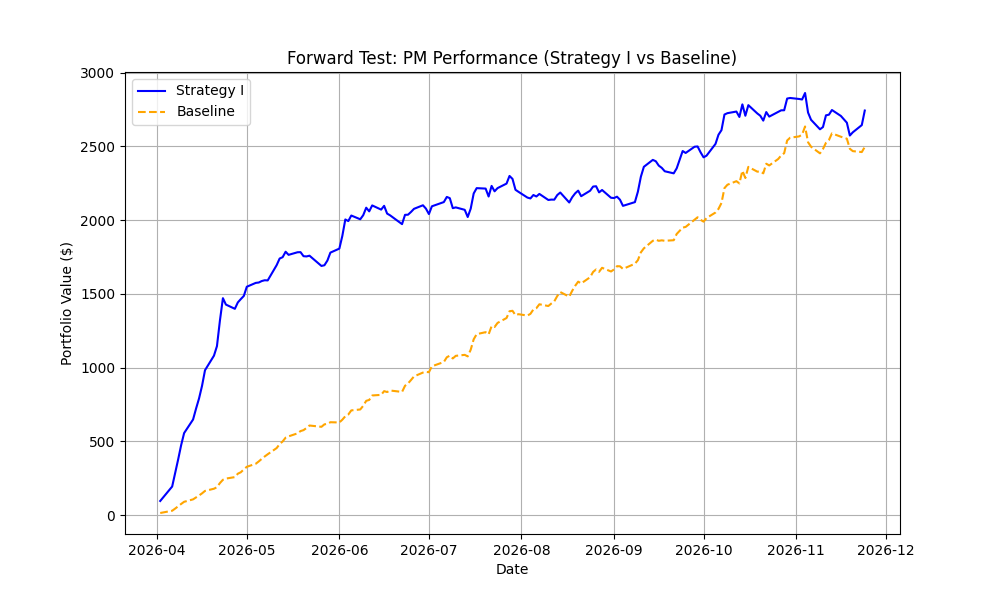 Forward Test: PM Performance (Strategy I vs Baseline)
Strategy I
Baseline
Portfolio Value ($)
3000
2500
2000
1500
1000
500
0
2026-04 2026-05 2026-06 2026-07 2026-08 2026-09 2026-10 2026-11 2026-12
Date